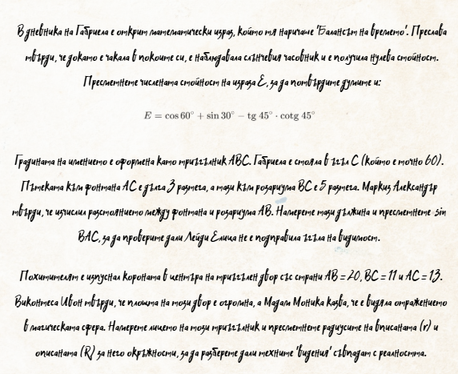 В дневника на Габриела е открит математически израз, който тя наричаме "Балансът на времето". Преслава
твърди, че докато е чакала в покоите си, е наблюдавала слънчевия часовник и е получила нулева стойност.
Пресметнете числената стойност на израза E, за да потвърдите думите и:
E = cos 60° + sin 30° − tg 45° · cotg 45°
Градината на имението е оформена като триъгълник ABC. Габриела е стояла в ъгъл C (който е точно 60).
Пътеката към фонтана AC е дълга 3 разтега, а тази към розариума BC е 5 разтега. Маркиз Александър
твърди, че изчислил разстоянието между фонтана и розариума AB. Намерете тази дължина и пресметнете sin
BAC, за да проверите дали Лейди Елица не е подправила ъгъла на видимост.
Похитителят е изпуснал короната в центъра на триъгълен двор със страни AB = 20, BC = 11 и AC = 13.
Виконтеса Ивон твърди, че площта на този двор е огромна, а Мадам Моника казва, че е видяла отражението
в магическата сфера. Намерете лицето на този триъгълник и пресметнете радиусите на вписаната (r) и
описаната (R) за него окръжности, за да разберете дали техните 'видения' съвпадат с реалността.